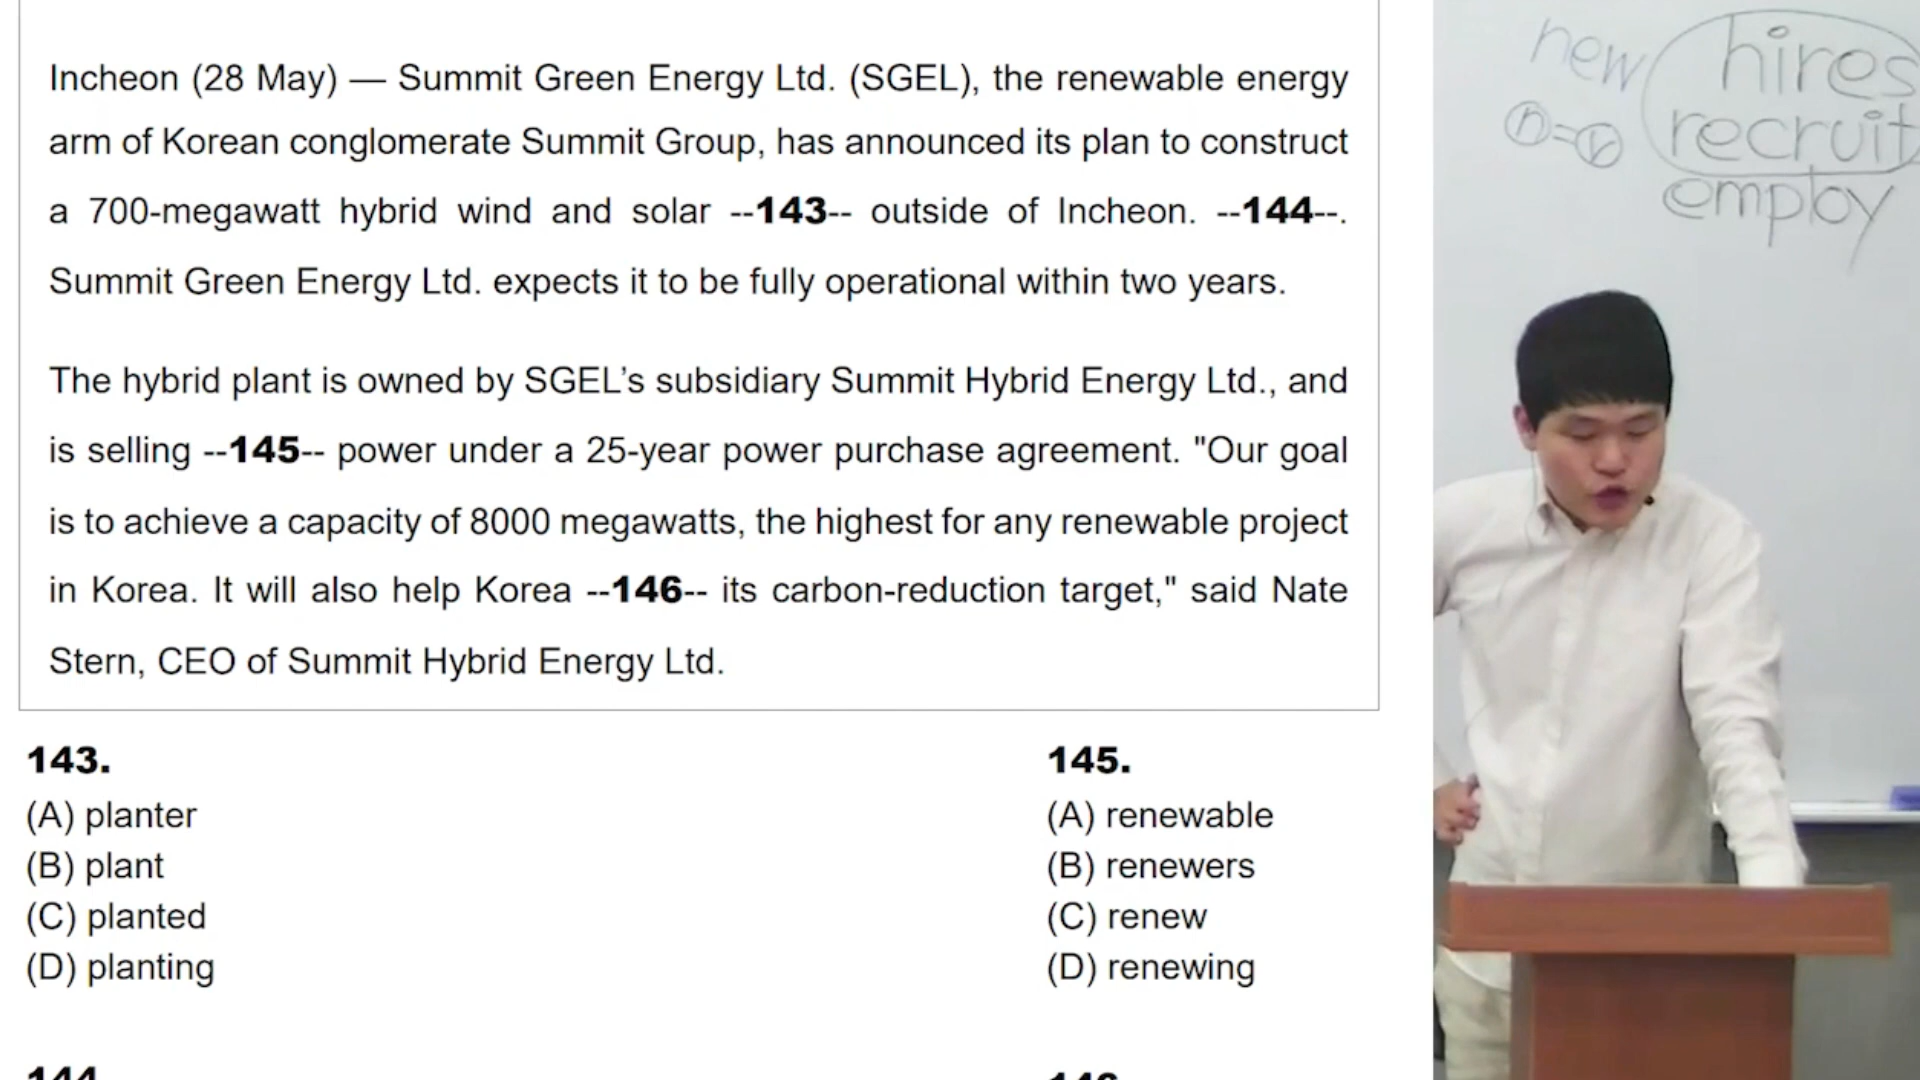 Incheon (28 May) — Summit Green Energy Ltd. (SGEL), the renewable energy
arm of Korean conglomerate Summit Group, has announced its plan to construct
a 700-megawatt hybrid wind and solar --143-- outside of Incheon. --144--.
Summit Green Energy Ltd. expects it to be fully operational within two years.
The hybrid plant is owned by SGEL’s subsidiary Summit Hybrid Energy Ltd., and
is selling --145-- power under a 25-year power purchase agreement. "Our goal
is to achieve a capacity of 8000 megawatts, the highest for any renewable project
in Korea. It will also help Korea --146-- its carbon-reduction target," said Nate
Stern, CEO of Summit Hybrid Energy Ltd.
143.
(A) planter
(B) plant
(C) planted
(D) planting
144
145.
(A) renewable
(B) renewers
(C) renew
(D) renewing
146
new hires
n=v recruit
employ